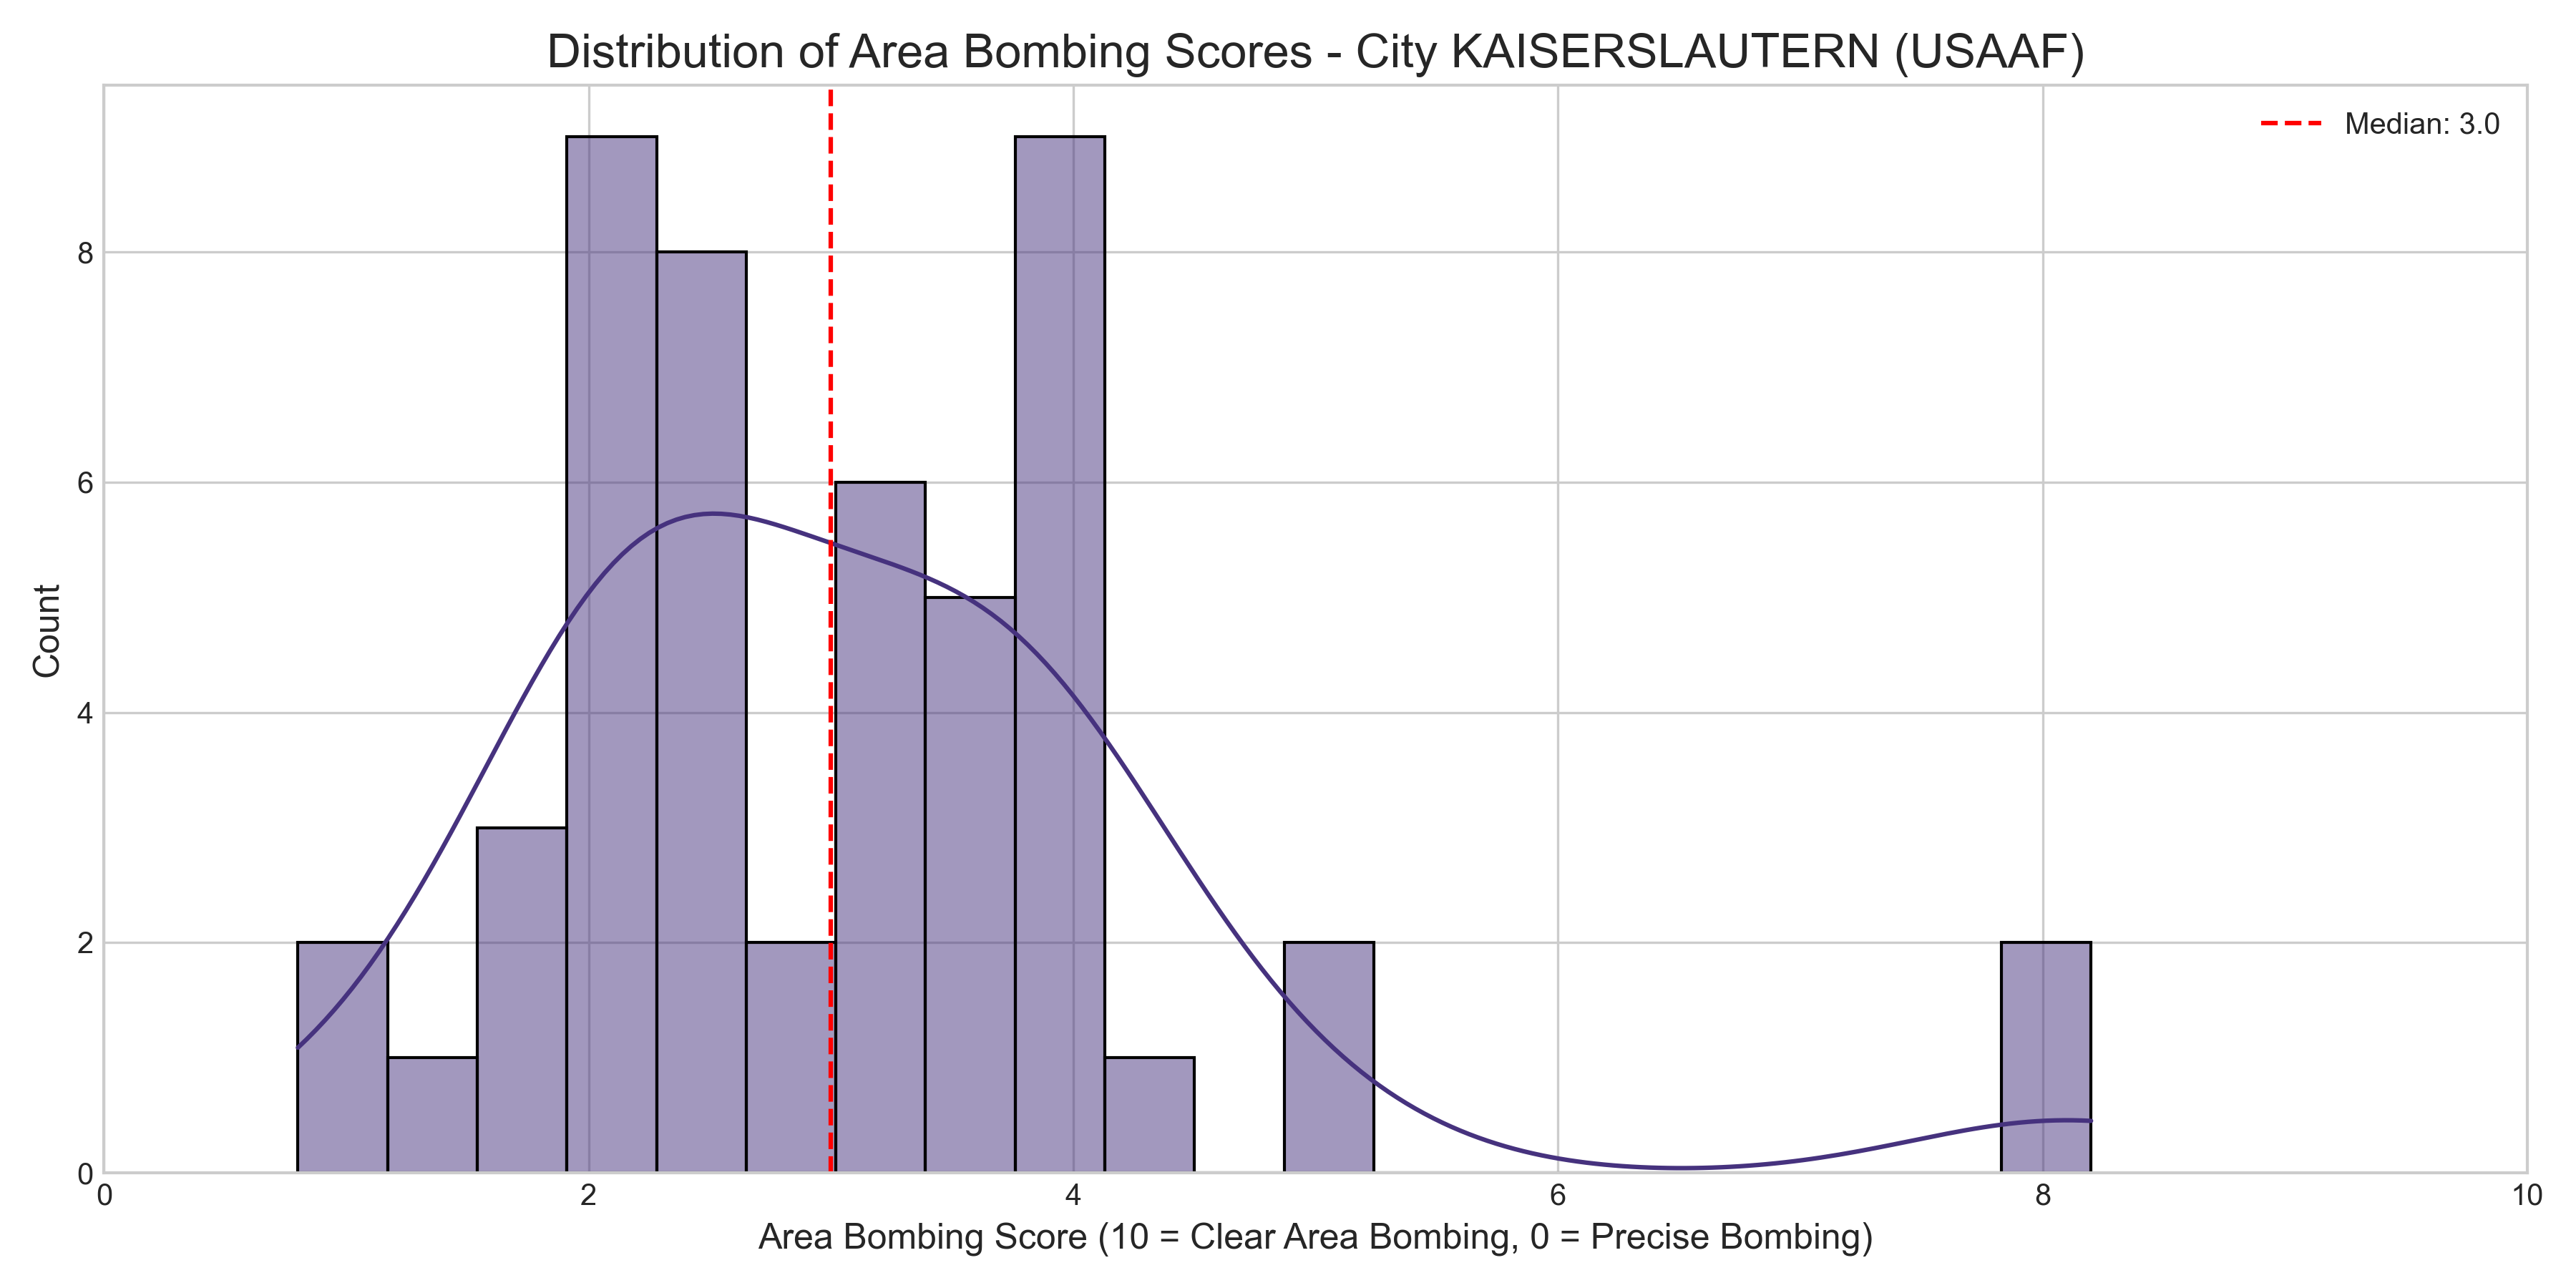 Distribution of Area Bombing Scores - City KAISERSLAUTERN (USAAF)
Median: 3.0
Count
8
6
4
2
0
0 2 4 6 8 10
Area Bombing Score (10 = Clear Area Bombing, 0 = Precise Bombing)